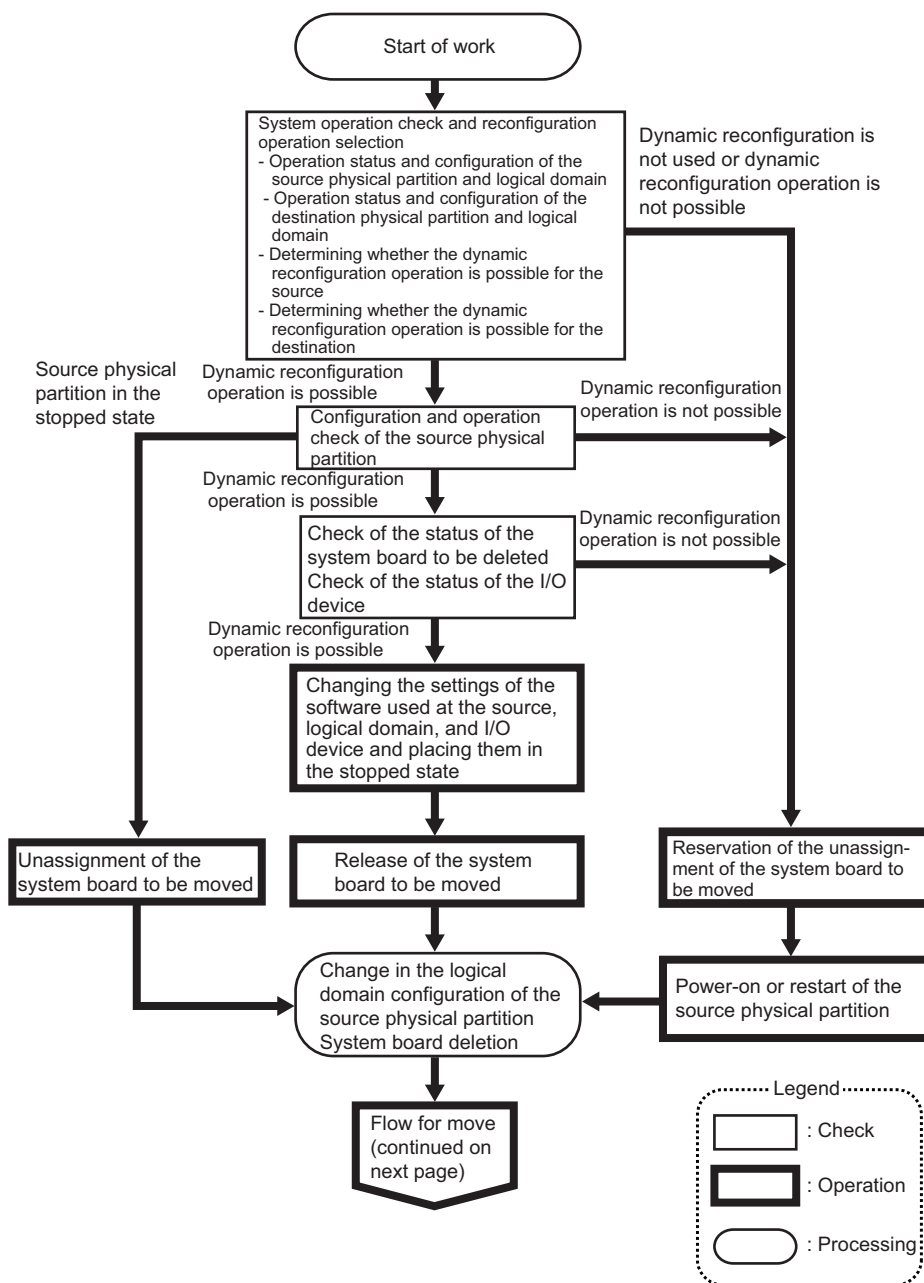 Start of work
System operation check and reconfiguration
operation selection
- Operation status and configuration of the
source physical partition and logical domain
- Operation status and configuration of the
destination physical partition and logical
domain
- Determining whether the dynamic
reconfiguration operation is possible for the
source
- Determining whether the dynamic
reconfiguration operation is possible for the
destination
Dynamic reconfiguration is
not used or dynamic
reconfiguration operation is
not possible
Source physical
partition in the
stopped state
Dynamic reconfiguration
operation is possible
Dynamic reconfiguration
operation is not possible
Configuration and operation
check of the source physical
partition
Dynamic reconfiguration
operation is possible
Dynamic reconfiguration
operation is not possible
Check of the status of the
system board to be deleted
Check of the status of the I/O
device
Dynamic reconfiguration
operation is possible
Changing the settings of the
software used at the source,
logical domain, and I/O
device and placing them in
the stopped state
Unassignment of the
system board to be moved
Release of the system
board to be moved
Reservation of the unassign-
ment of the system board to
be moved
Change in the logical
domain configuration of the
source physical partition
System board deletion
Power-on or restart of the
source physical partition
Flow for move
(continued on
next page)
Legend
: Check
: Operation
: Processing